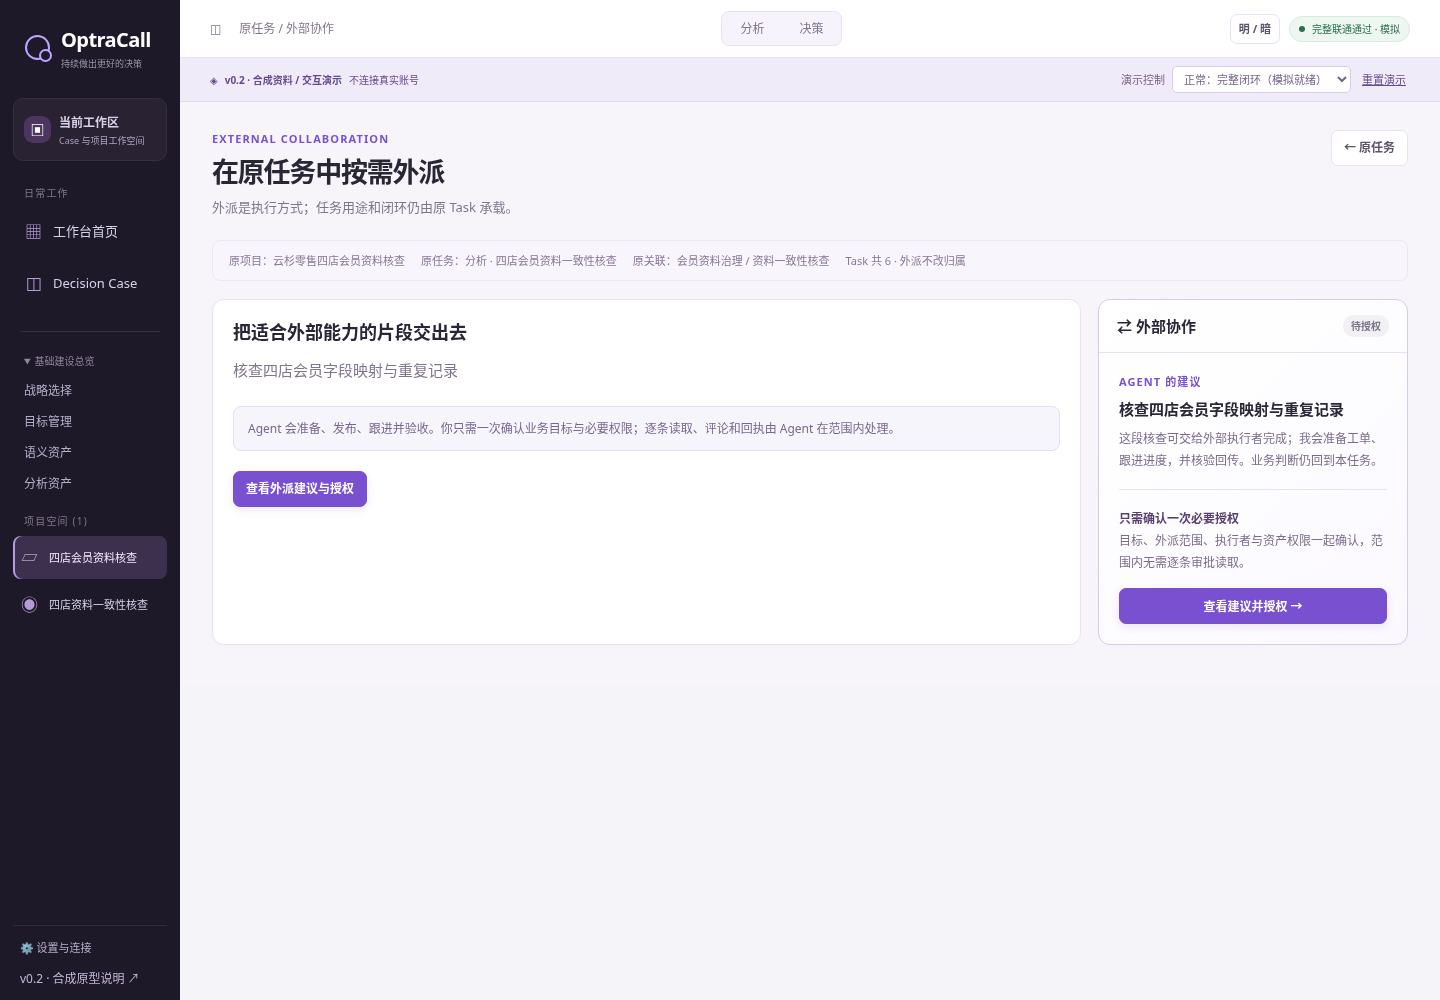 OptraCall
持续做出更好的决策
当前工作区
Case 与项目工作空间
日常工作
工作台首页
Decision Case
▾ 基础建设总览
战略选择
目标管理
语义资产
分析资产
项目空间 (1)
四店会员资料核查
四店资料一致性核查
设置与连接
v0.2 · 合成原型说明 ↗
原任务 / 外部协作
分析
决策
明 / 暗
完整联通通过 · 模拟
◈ v0.2 · 合成资料 / 交互演示 不连接真实账号
演示控制
正常：完整闭环（模拟就绪）
重置演示
EXTERNAL COLLABORATION
在原任务中按需外派
外派是执行方式；任务用途和闭环仍由原 Task 承载。
← 原任务
原项目：云杉零售四店会员资料核查 原任务：分析 · 四店会员资料一致性核查 原关联：会员资料治理 / 资料一致性核查 Task 共 6 · 外派不改归属
把适合外部能力的片段交出去
核查四店会员字段映射与重复记录
Agent 会准备、发布、跟进并验收。你只需一次确认业务目标与必要权限；逐条读取、评论和回执由 Agent 在范围内处理。
查看外派建议与授权
⇄ 外部协作
待授权
AGENT 的建议
核查四店会员字段映射与重复记录
这段核查可交给外部执行者完成；我会准备工单、
跟进进度，并核验回传。业务判断仍回到本任务。
只需确认一次必要授权
目标、外派范围、执行者与资产权限一起确认，范
围内无需逐条审批读取。
查看建议并授权 →